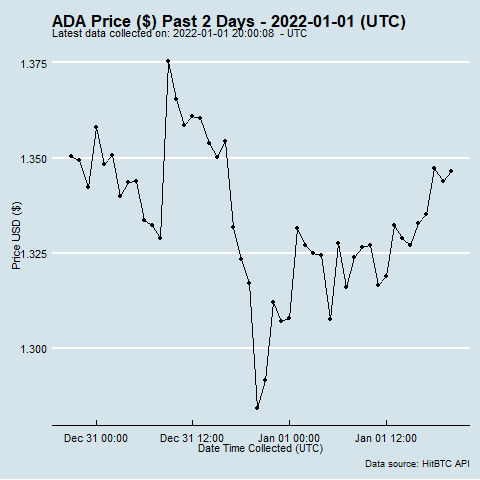 ADA Price ($) Past 2 Days - 2022-01-01 (UTC)
Latest data collected on: 2022-01-01 20:00:08 - UTC
1.375
1.350
1.325
1.300
Price USD ($)
Dec 31 00:00 Dec 31 12:00 Jan 01 00:00 Jan 01 12:00
Date Time Collected (UTC)
Data source: HitBTC API